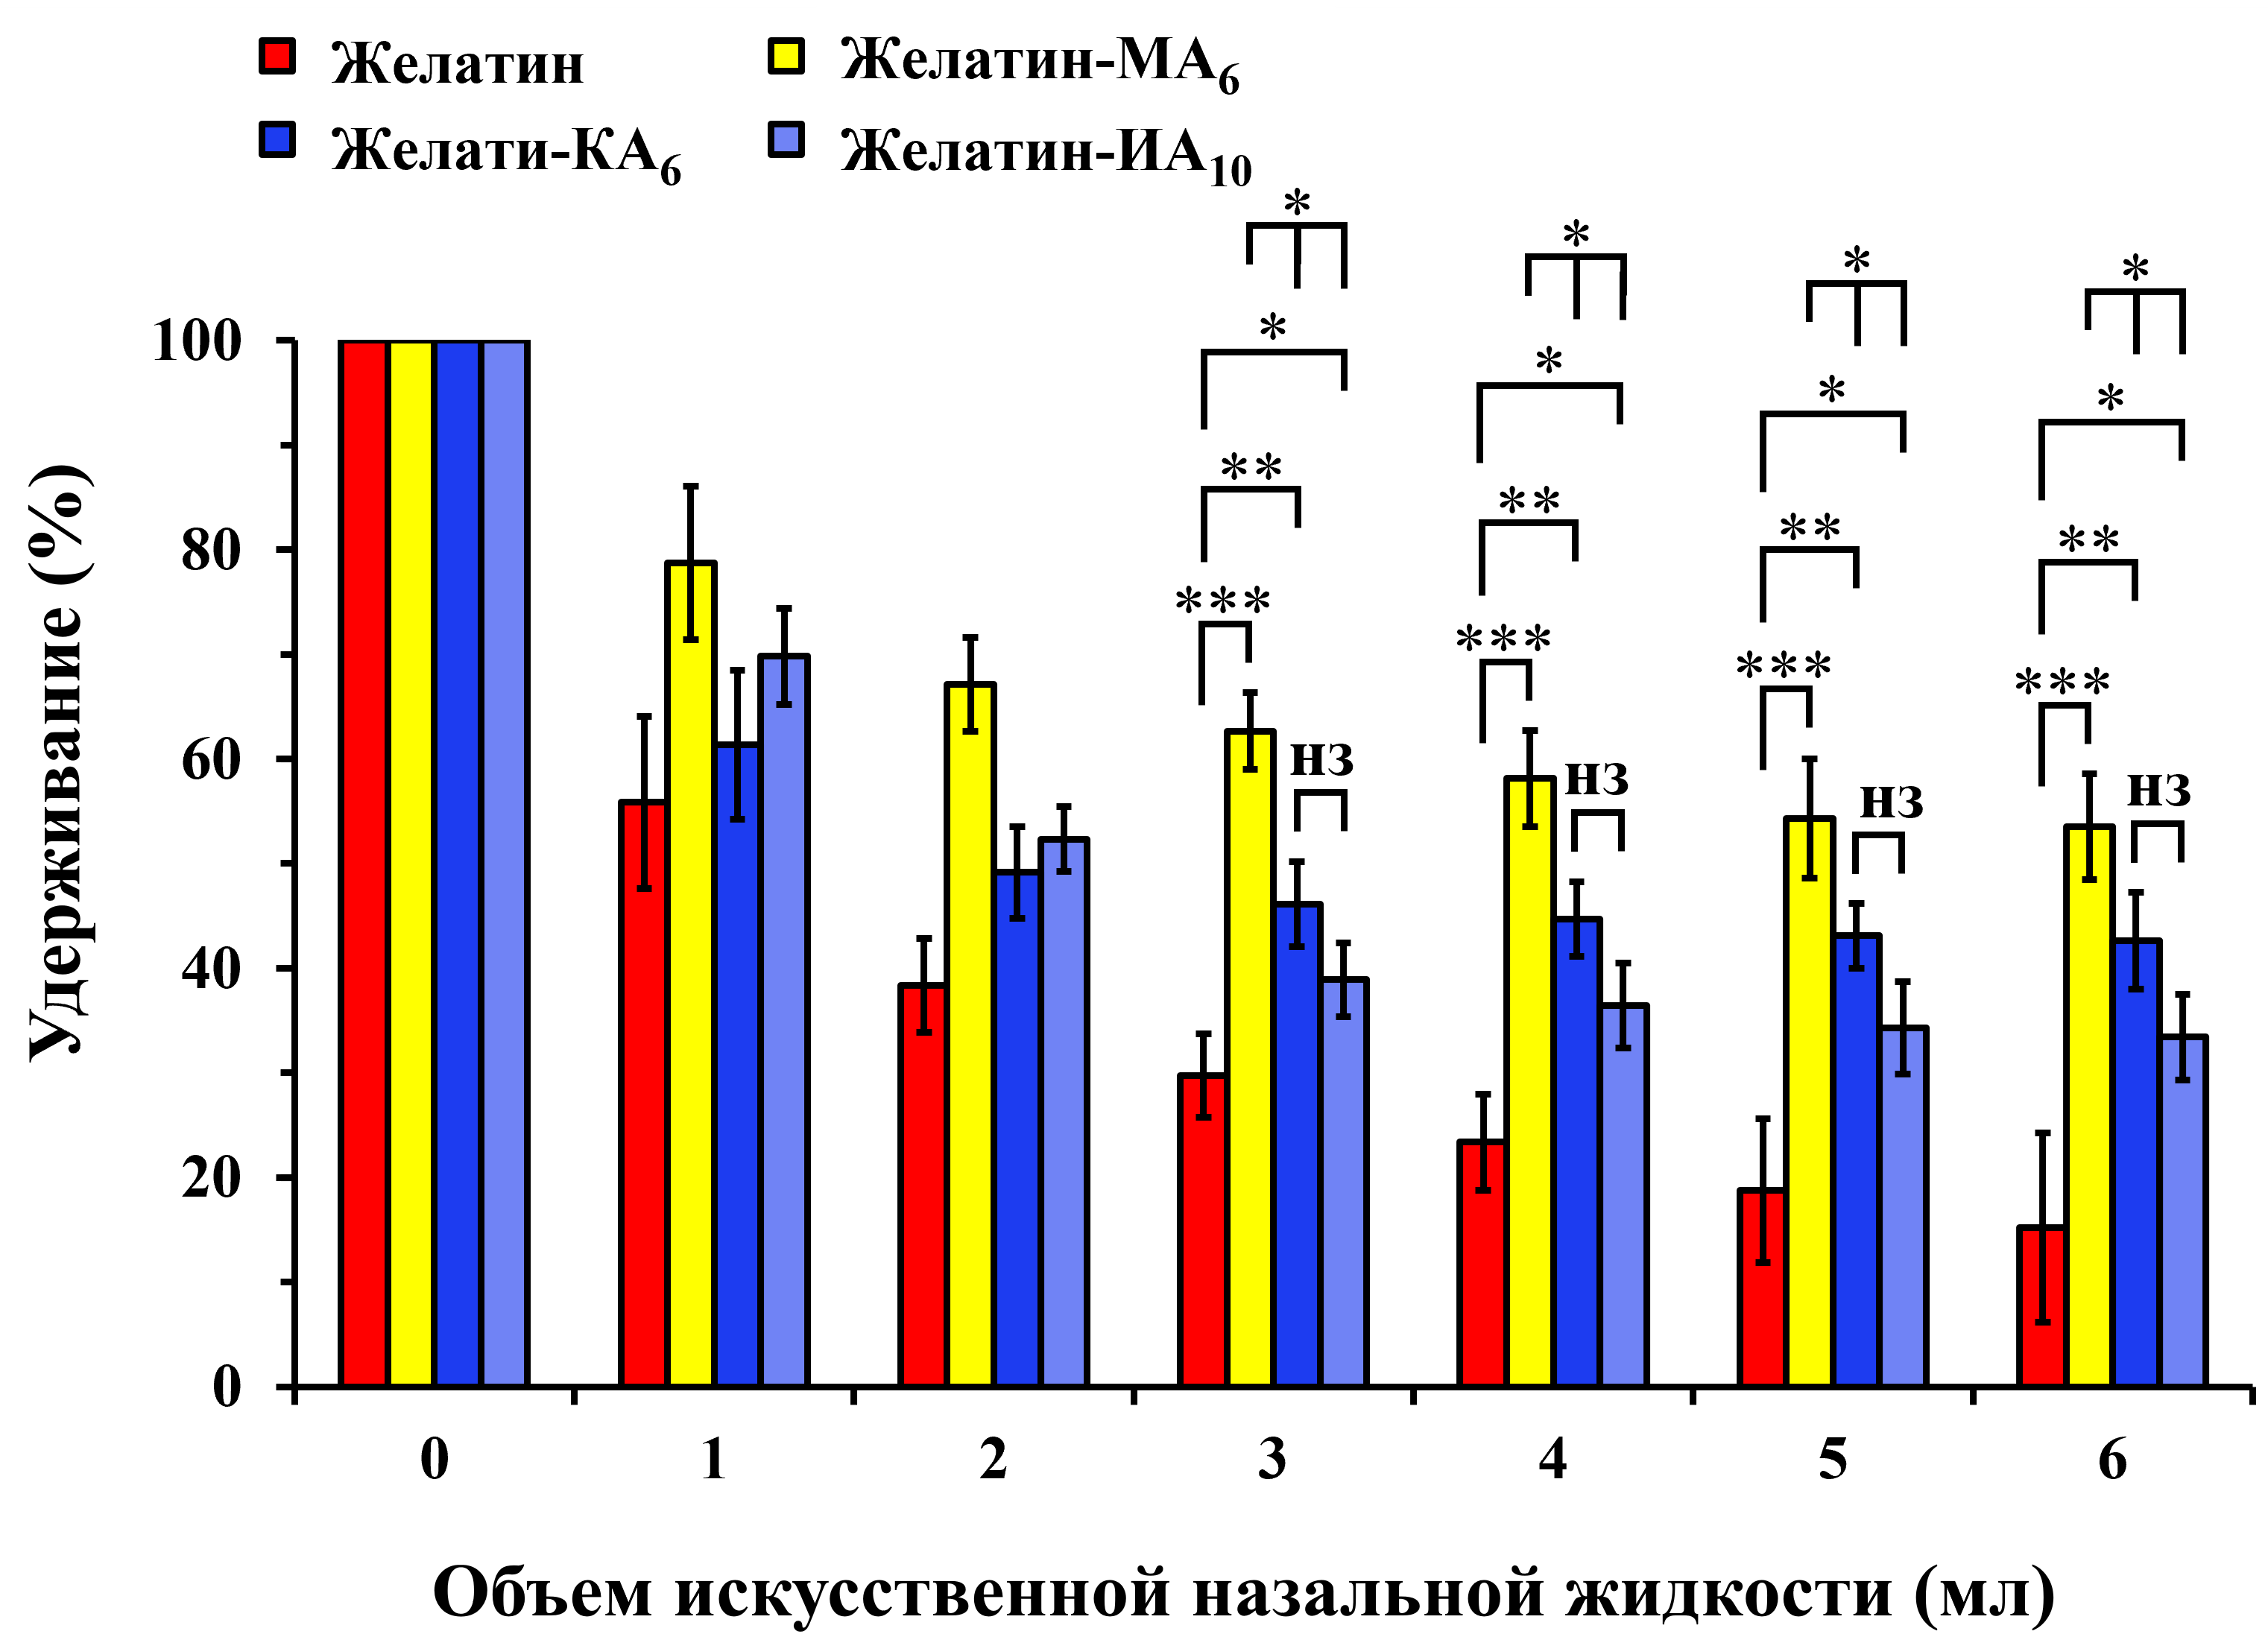 Желатин
Желатин-МА6
Желати-КА6
Желатин-ИА10
Удерживание (%)
100
80
60
40
20
0
* * * *
* * * *
** ** ** **
*** *** *** ***
нз нз нз нз
0 1 2 3 4 5 6
Объем искусственной назальной жидкости (мл)